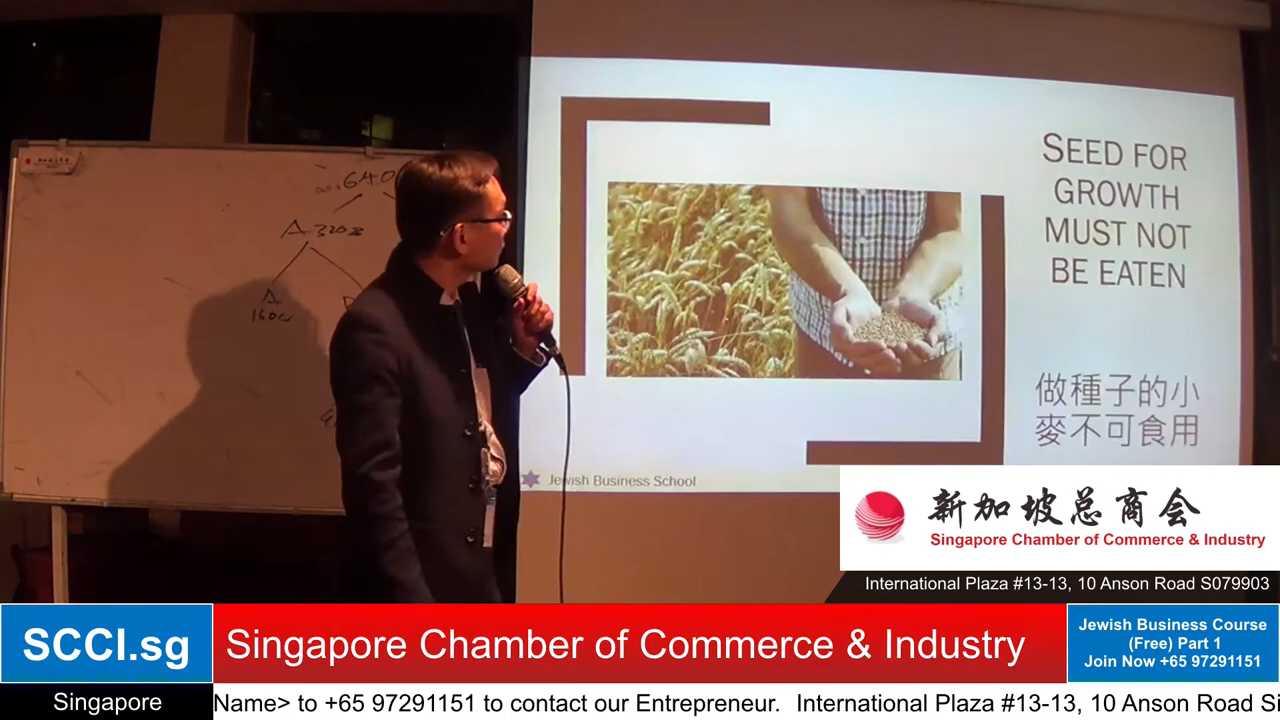 640
A 320
A
160
SEED FOR
GROWTH
MUST NOT
BE EATEN
做種子的小
麥不可食用
Jewish Business School
新加坡总商会
Singapore Chamber of Commerce & Industry
International Plaza #13-13, 10 Anson Road S079903
SCCI.sg
Singapore Chamber of Commerce & Industry
Jewish Business Course
(Free) Part 1
Join Now +65 97291151
Singapore
Name> to +65 97291151 to contact our Entrepreneur. International Plaza #13-13, 10 Anson Road Si